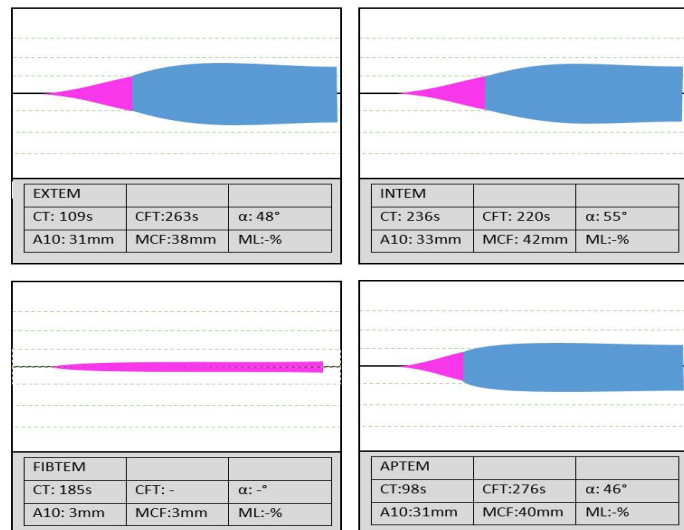 EXTEM
CT: 109s CFT:263s α: 48°
A10: 31mm MCF:38mm ML:-%
INTEM
CT: 236s CFT: 220s α: 55°
A10: 33mm MCF: 42mm ML:-%
FIBTEM
CT: 185s CFT: - α: -°
A10: 3mm MCF:3mm ML:-%
APTEM
CT:98s CFT:276s α: 46°
A10:31mm MCF:40mm ML:-%